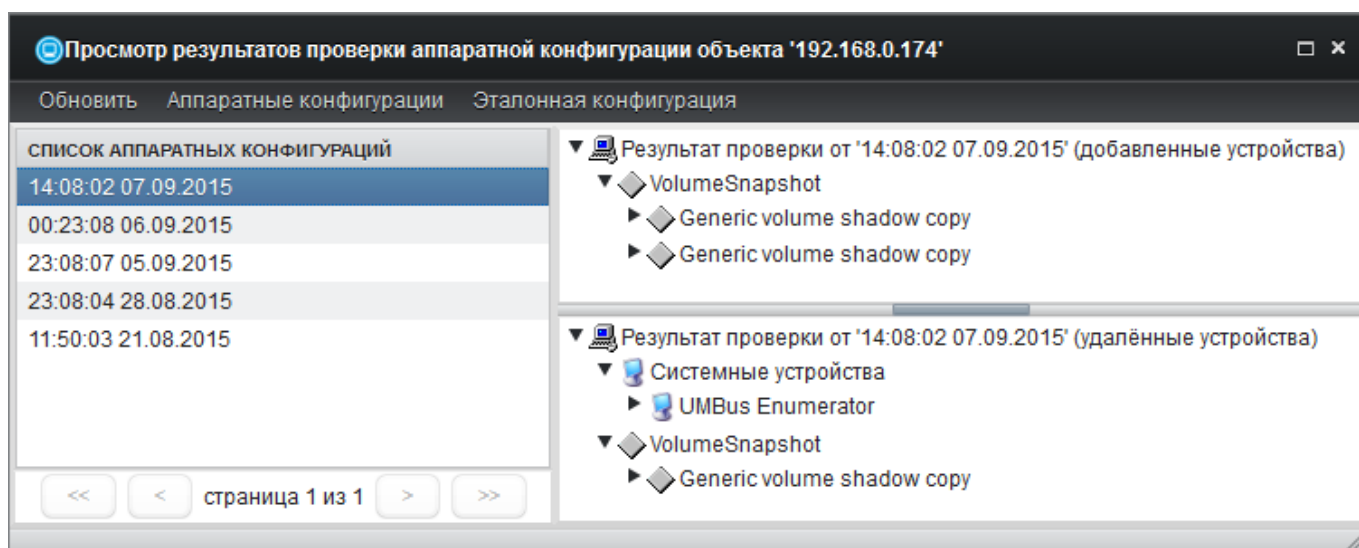 Просмотр результатов проверки аппаратной конфигурации объекта '192.168.0.174'
Обновить Аппаратные конфигурации Эталонная конфигурация
СПИСОК АППАРАТНЫХ КОНФИГУРАЦИЙ
14:08:02 07.09.2015
00:23:08 06.09.2015
23:08:07 05.09.2015
23:08:04 28.08.2015
11:50:03 21.08.2015
<< < страница 1 из 1 > >>
Результат проверки от '14:08:02 07.09.2015' (добавленные устройства)
VolumeSnapshot
Generic volume shadow copy
Generic volume shadow copy
Результат проверки от '14:08:02 07.09.2015' (удалённые устройства)
Системные устройства
UMBus Enumerator
VolumeSnapshot
Generic volume shadow copy